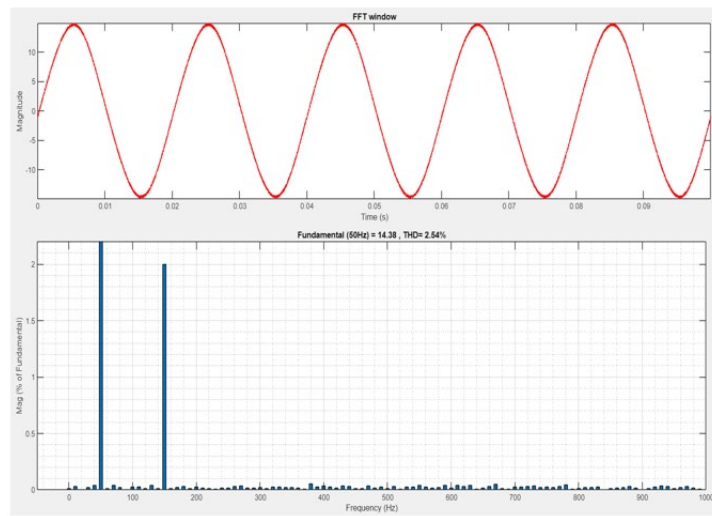 FFT window
10
5
0
-5
-10
Magnitude
0 0.01 0.02 0.03 0.04 0.05 0.06 0.07 0.08 0.09
Time (s)
Fundamental (50Hz) = 14.38 , THD= 2.54%
2
1.5
1
0.5
0
Mag (% of Fundamental)
0 100 200 300 400 500 600 700 800 900 1000
Frequency (Hz)